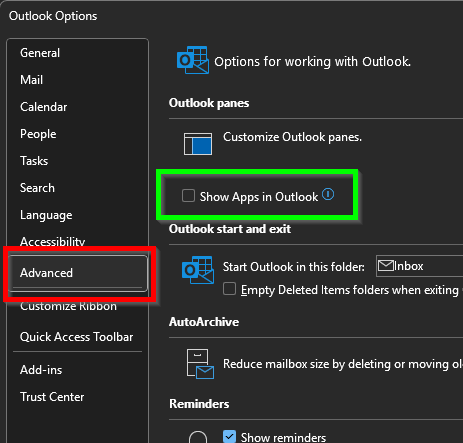 Outlook Options
General
Mail
Calendar
People
Tasks
Search
Language
Accessibility
Advanced
Customize Ribbon
Quick Access Toolbar
Add-ins
Trust Center
Options for working with Outlook.
Outlook panes
Customize Outlook panes.
Show Apps in Outlook
Outlook start and exit
Start Outlook in this folder: Inbox
Empty Deleted Items folders when exiting
AutoArchive
Reduce mailbox size by deleting or moving
Reminders
Show reminders